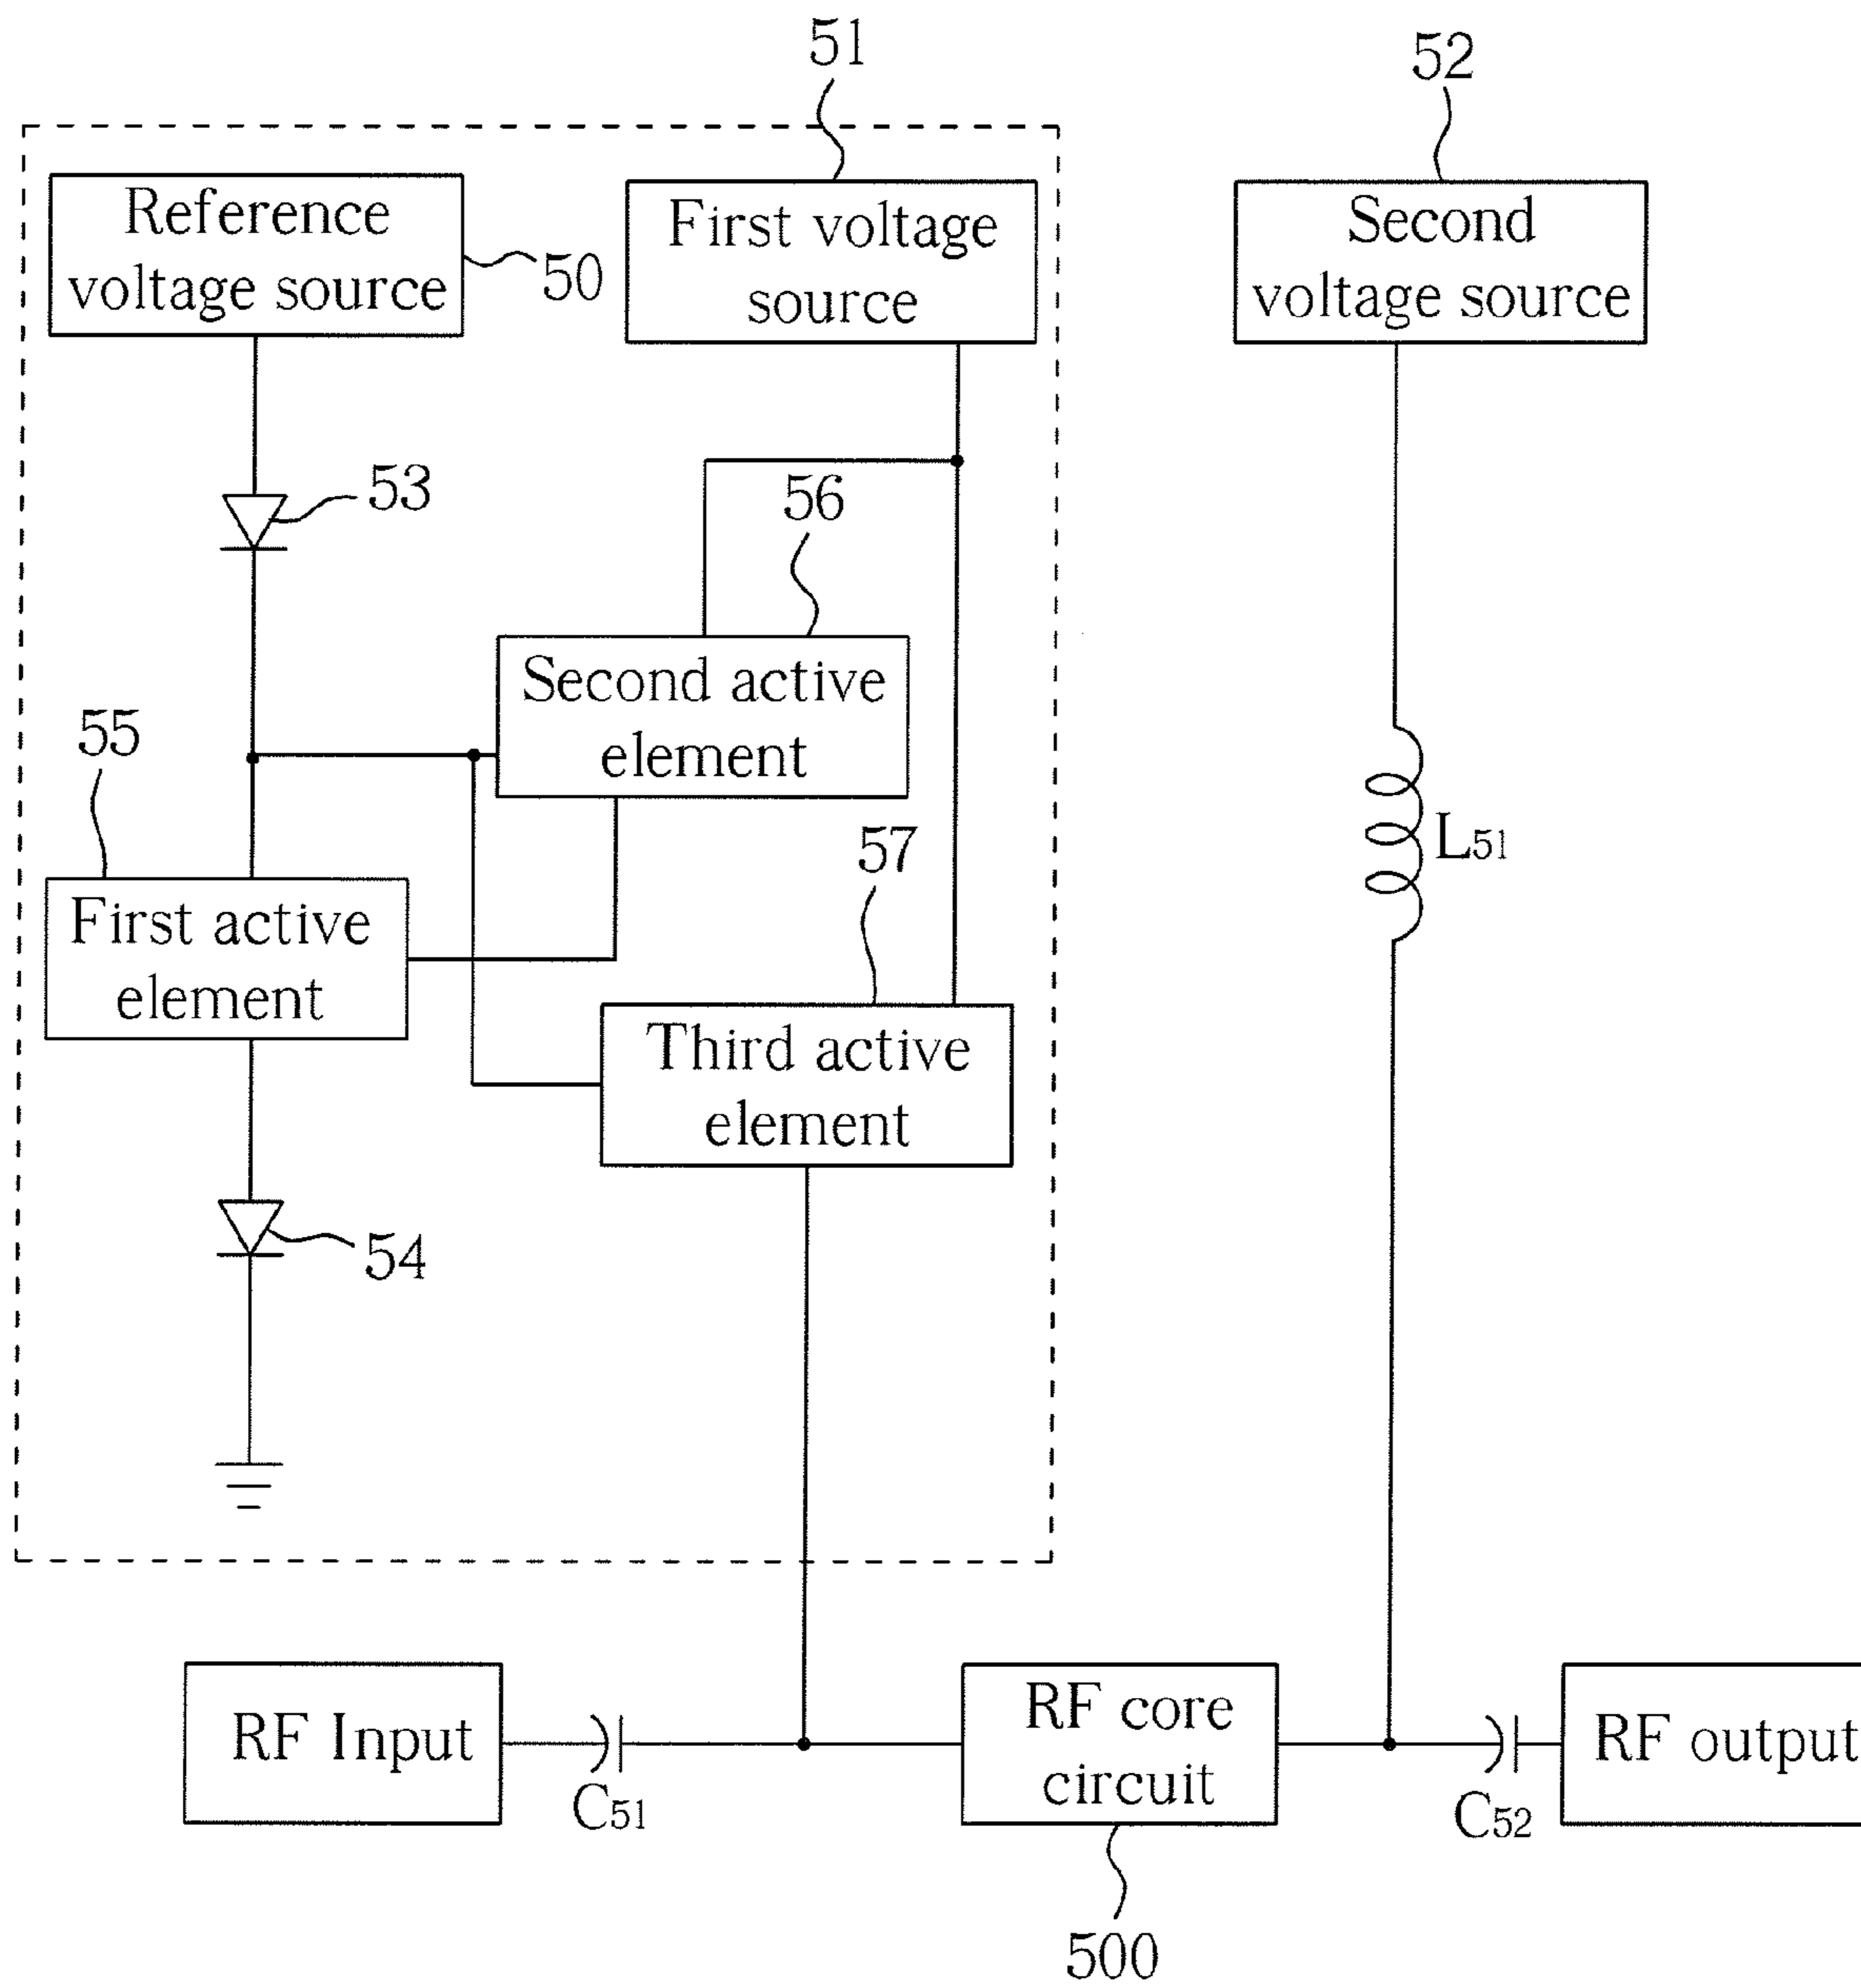 51
52
Reference
voltage source
50
First voltage
source
Second
voltage source
53
56
Second active
element
55
57
L51
First active
element
Third active
element
54
RF Input
C51
RF core
circuit
C52
RF output
500